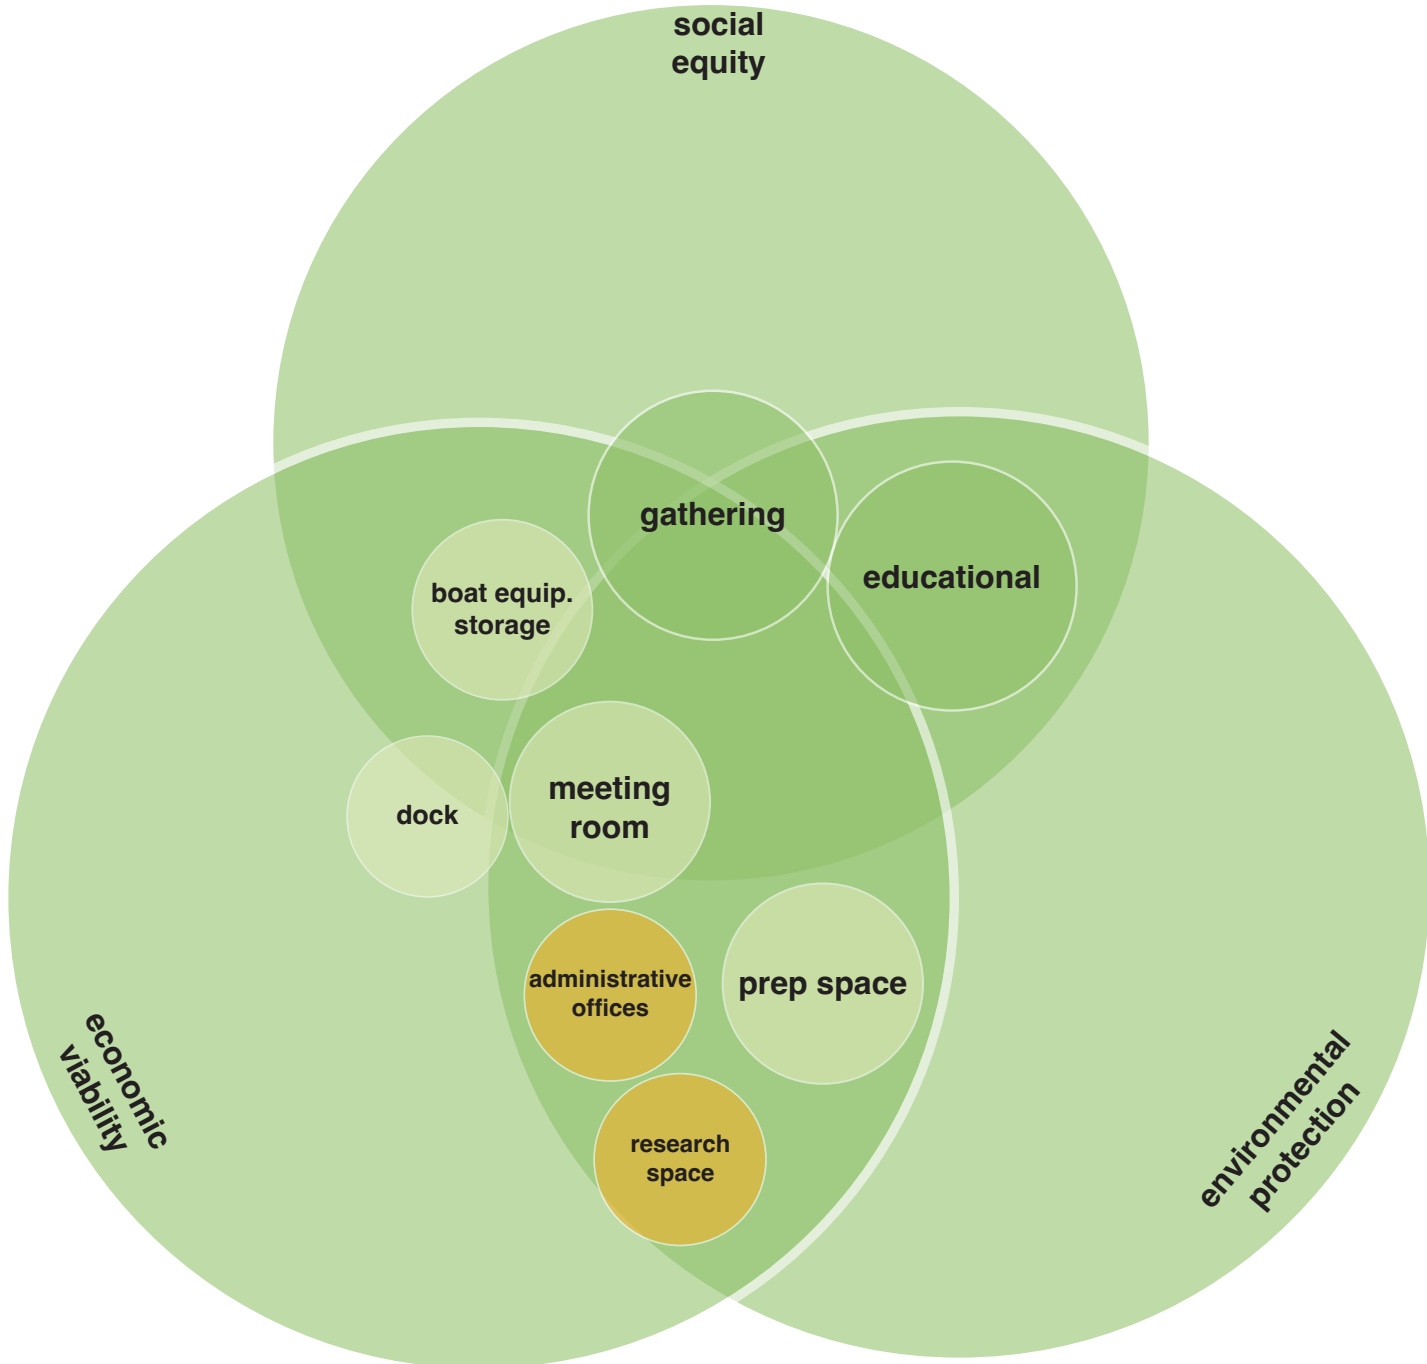 social
equity
gathering
educational
boat equip.
storage
meeting
room
dock
administrative
offices
prep space
research
space
economic
viability
environmental
protection